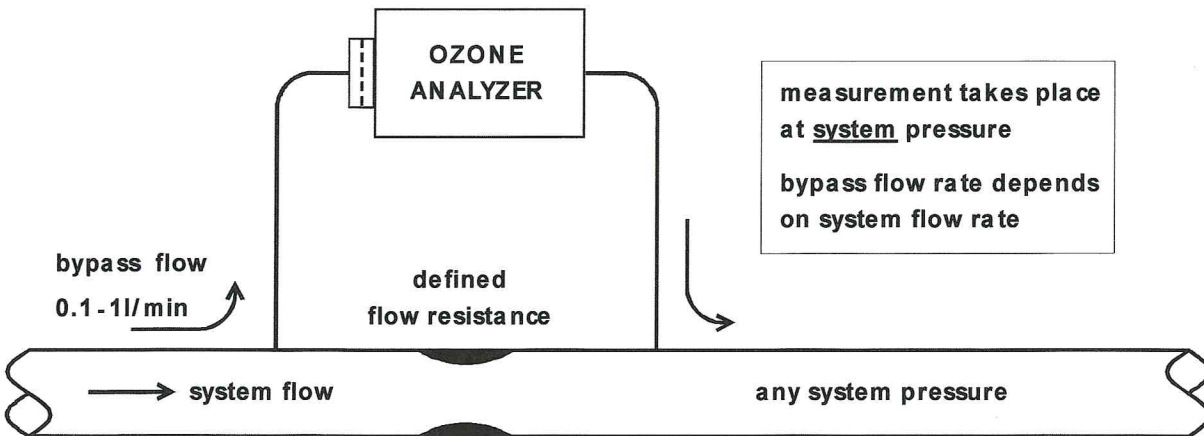 OZONE
ANALYZER
measurement takes place
at system pressure
bypass flow rate depends
on system flow rate
bypass flow
0.1-1l/min
defined
flow resistance
system flow
any system pressure